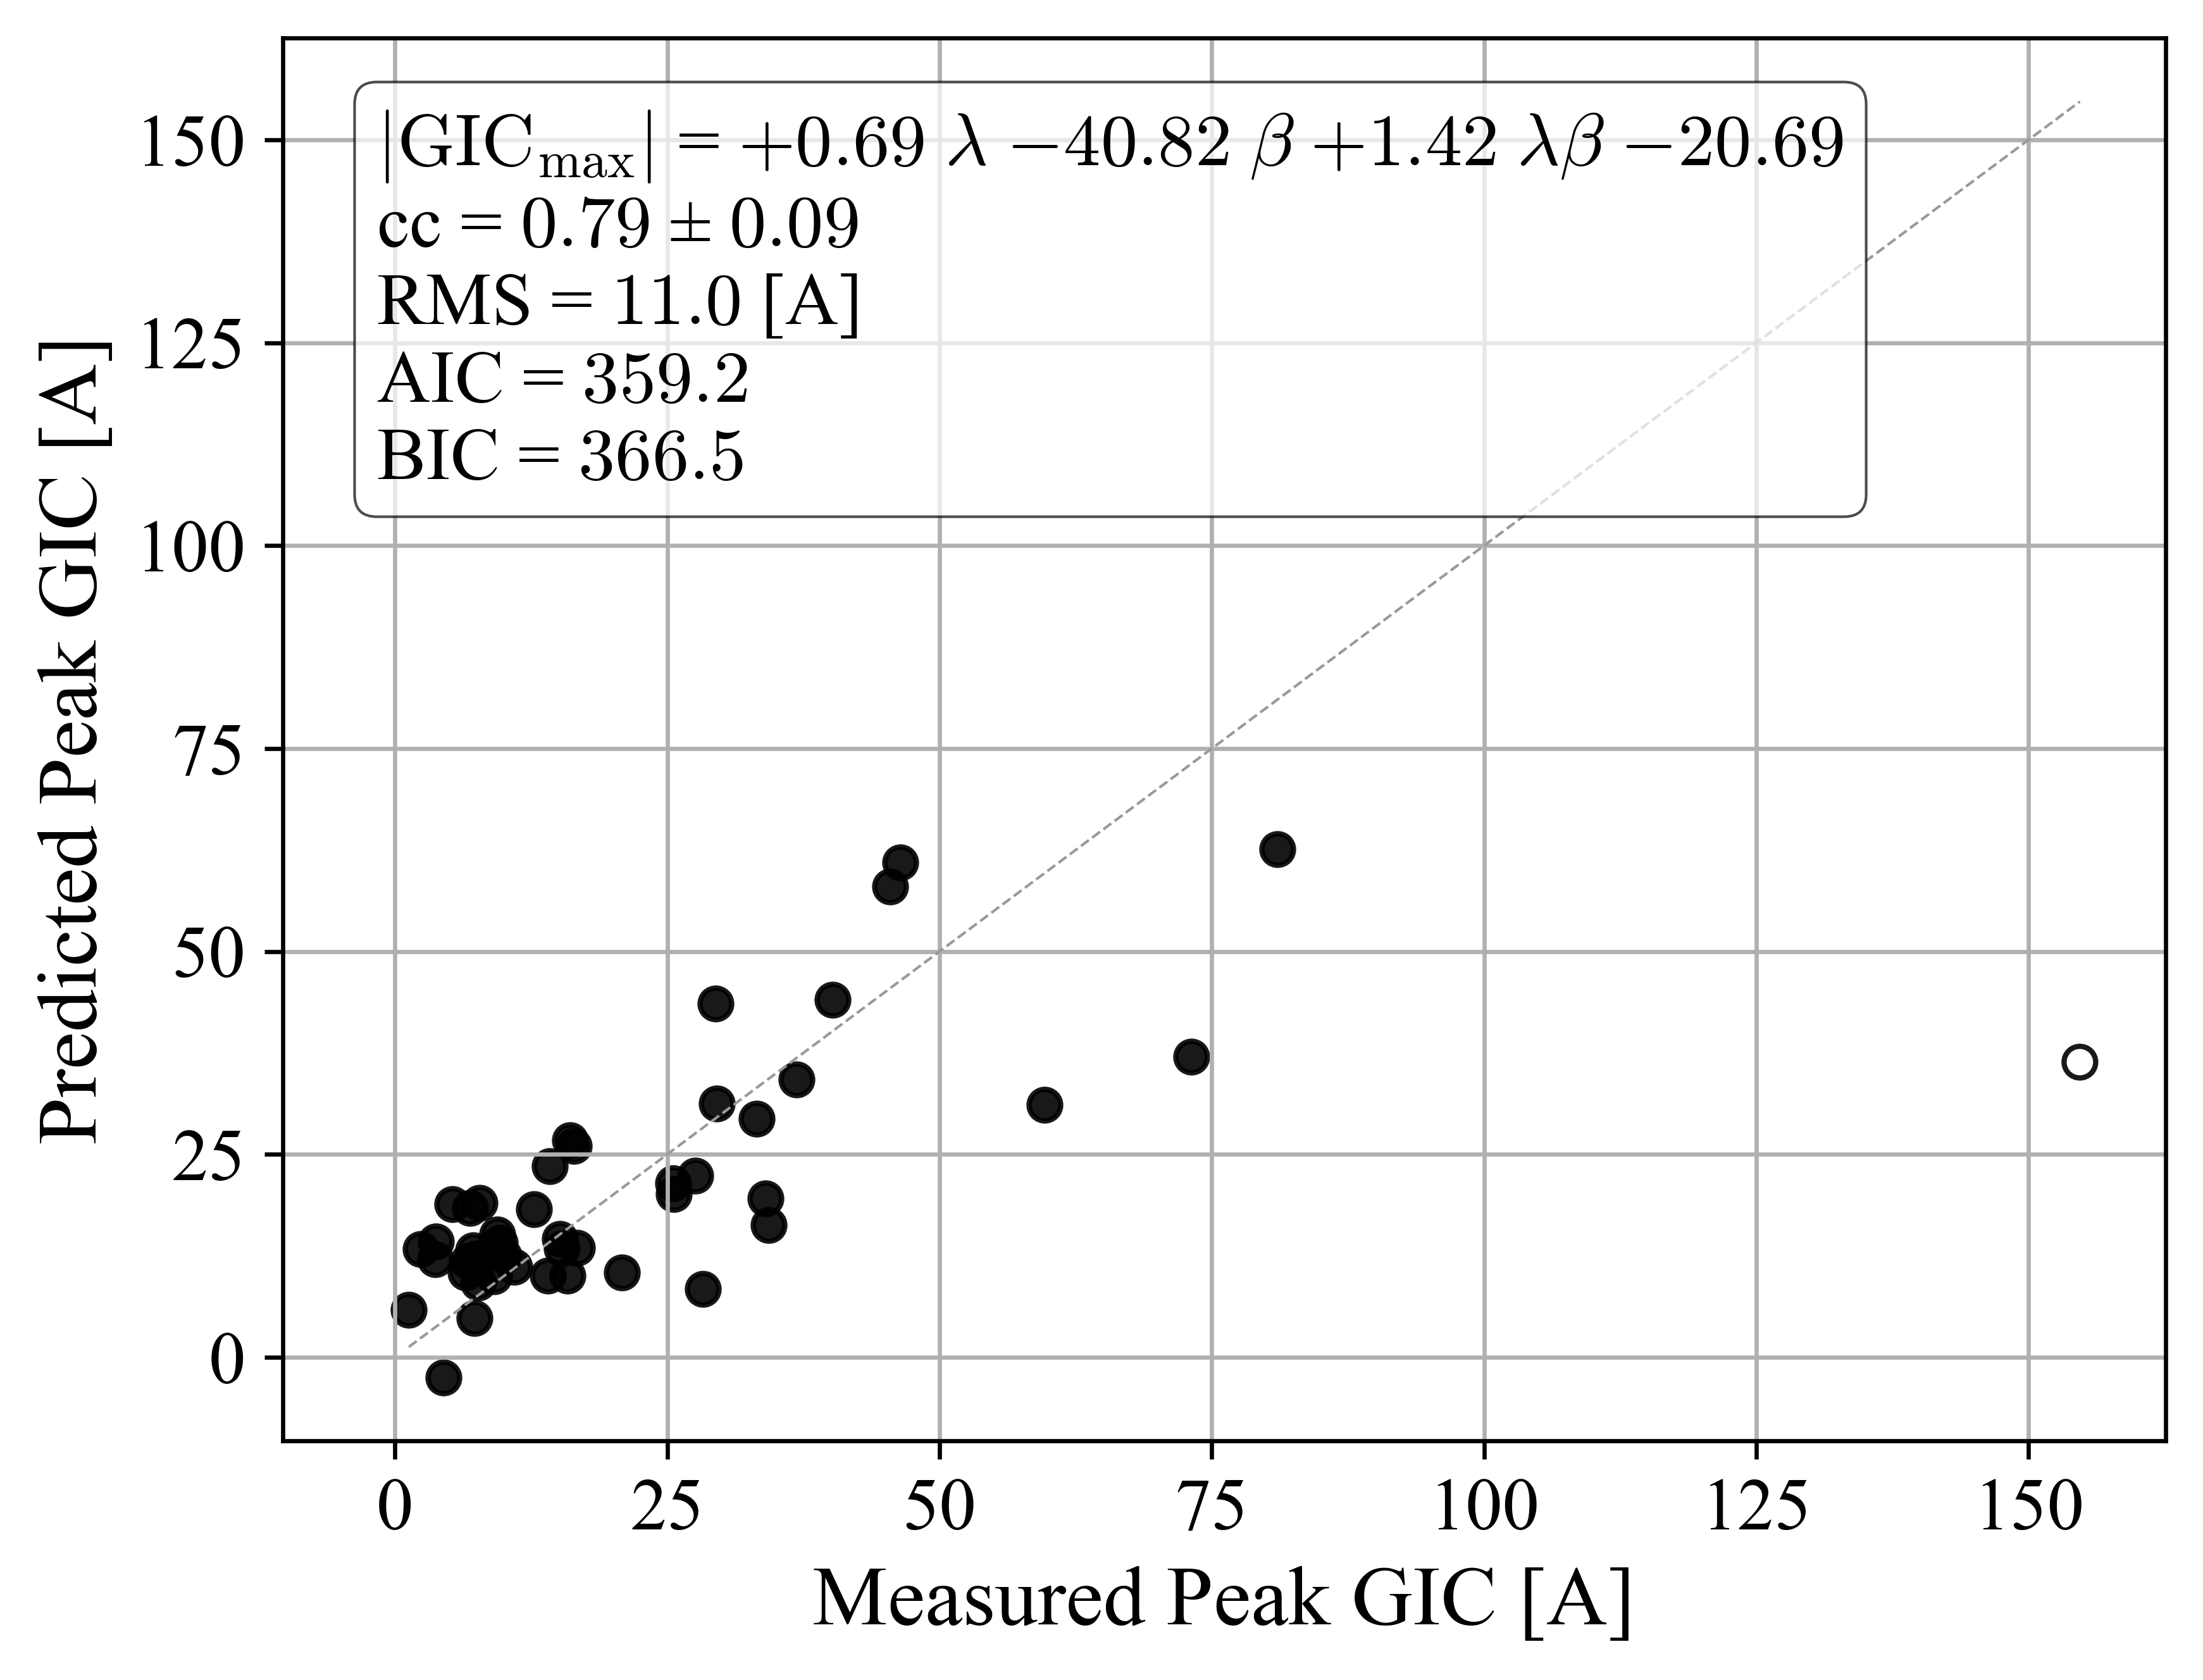 |GIC_max| = +0.69 λ −40.82 β +1.42 λβ −20.69
cc = 0.79 ± 0.09
RMS = 11.0 [A]
AIC = 359.2
BIC = 366.5
Predicted Peak GIC [A]
150
125
100
75
50
25
0
0 25 50 75 100 125 150
Measured Peak GIC [A]